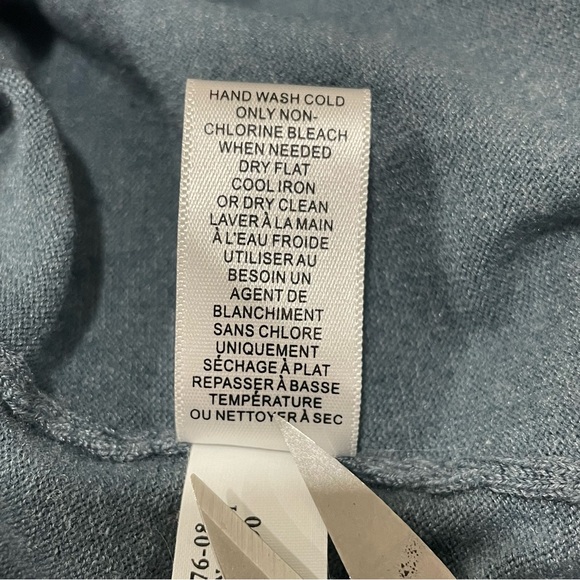 HAND WASH COLD
ONLY NON-
CHLORINE BLEACH
WHEN NEEDED
DRY FLAT
COOL IRON
OR DRY CLEAN
LAVER À LA MAIN
À L'EAU FROIDE
UTILISER AU
BESOIN UN
AGENT DE
BLANCHIMENT
SANS CHLORE
UNIQUEMENT
SÉCHAGE À PLAT
REPASSER À BASSE
TEMPÉRATURE
OU NETTOYER À SEC
76-08